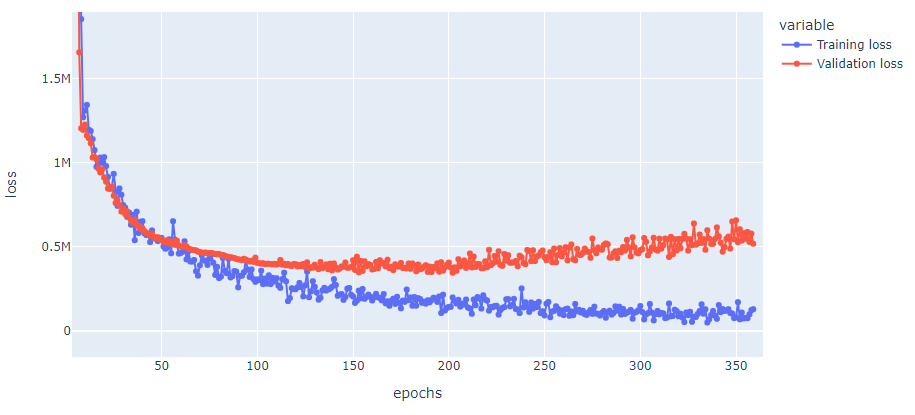 variable
Training loss
Validation loss
loss
1.5M
1M
0.5M
0
50
100
150
200
250
300
350
epochs